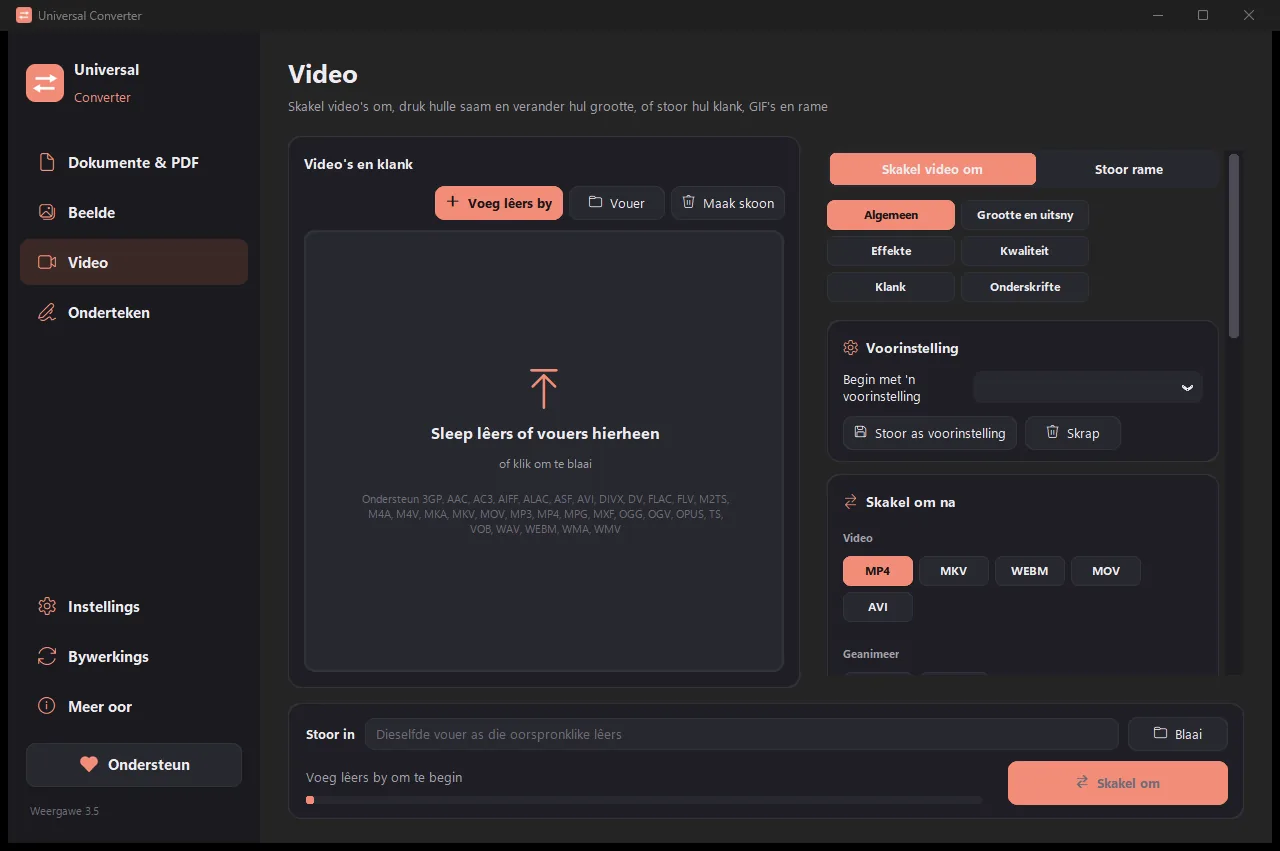 Universal Converter
Universal
Converter
Dokumente & PDF
Beelde
Video
Onderteken
Instellings
Bywerkings
Meer oor
Ondersteun
Weergawe 3.5
Video
Skakel video's om, druk hulle saam en verander hul grootte, of stoor hul klank, GIF's en rame
Video's en klank
Voeg lêers by
Vouer
Maak skoon
Sleep lêers of vouers hierheen
of klik om te blaai
Ondersteun 3GP, AAC, AC3, AIFF, ALAC, ASF, AVI, DIVX, DV, FLAC, FLV, M2TS,
M4A, M4V, MKA, MKV, MOV, MP3, MP4, MPG, MXF, OGG, OGV, OPUS, TS,
VOB, WAV, WEBM, WMA, WMV
Skakel video om
Stoor rame
Algemeen
Grootte en uitsny
Effekte
Kwaliteit
Klank
Onderskrifte
Voorinstelling
Begin met 'n
voorinstelling
Stoor as voorinstelling
Skrap
Skakel om na
Video
MP4
MKV
WEBM
MOV
AVI
Geanimeer
Stoor in
Dieselfde vouer as die oorspronklike lêers
Blaai
Voeg lêers by om te begin
Skakel om